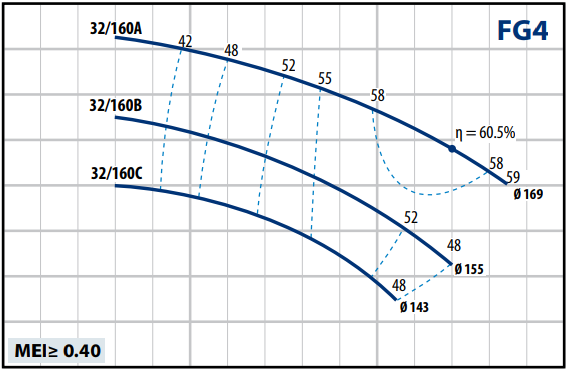 32/160A
FG4
42
48
52
55
58
32/160B
η = 60.5%
58
59
32/160C
Ø 169
52
48
Ø 155
48
Ø 143
MEI≥ 0.40